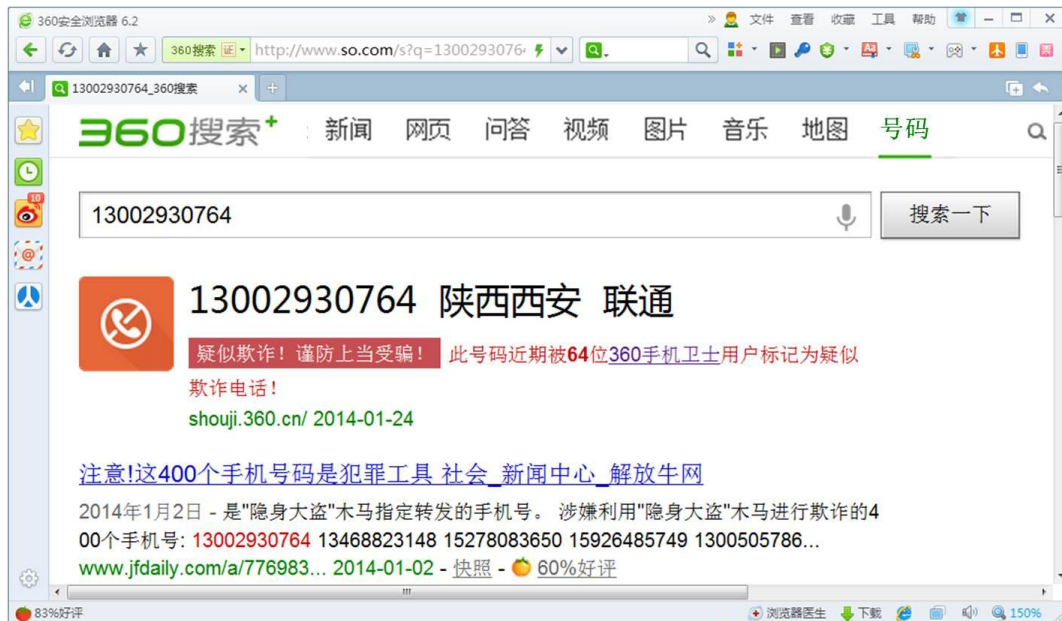 360安全浏览器 6.2
» 文件 查看 收藏 工具 帮助
360搜索 证 http://www.so.com/s?q=1300293076
13002930764_360搜索
360搜索+ 新闻 网页 问答 视频 图片 音乐 地图 号码
10
13002930764 搜索一下
13002930764 陕西西安 联通
疑似欺诈！谨防上当受骗！ 此号码近期被64位360手机卫士用户标记为疑似
欺诈电话！
shouji.360.cn/ 2014-01-24
注意!这400个手机号码是犯罪工具 社会_新闻中心_解放牛网
2014年1月2日 - 是"隐身大盗"木马指定转发的手机号。 涉嫌利用"隐身大盗"木马进行欺诈的4
00个手机号: 13002930764 13468823148 15278083650 15926485749 1300505786...
www.jfdaily.com/a/776983... 2014-01-02 - 快照 - 60%好评
83%好评 浏览器医生 下载 150%